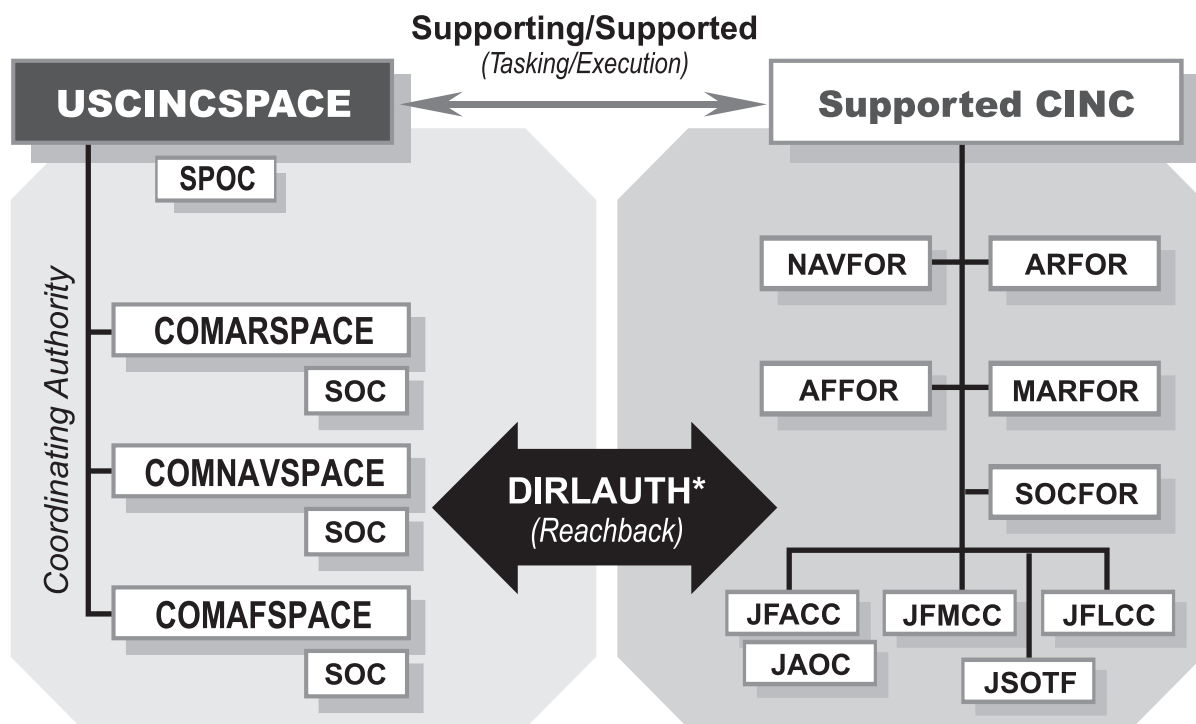 Supporting/Supported
(Tasking/Execution)
USCINCSPACE
Supported CINC
SPOC
Coordinating Authority
COMARSPACE
SOC
COMNAVSPACE
SOC
COMAFSPACE
SOC
DIRLAUTH*
(Reachback)
NAVFOR
ARFOR
AFFOR
MARFOR
SOCFOR
JFACC
JFMCC
JFLCC
JAOC
JSOTF